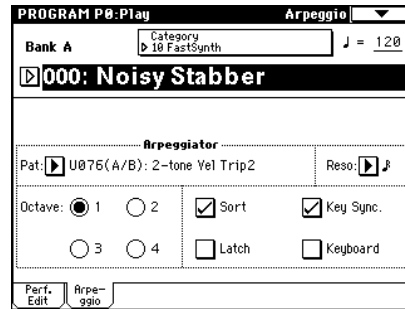 PROGRAM P0:Play Arpeggio
Bank A
Category
10 FastSynth
♩ = 120
000: Noisy Stabber
Arpeggiator
Pat: U076(A/B): 2-tone Vel Trip2
Reso: ♪
Octave: 1 2
Sort
Key Sync.
3 4
Latch
Keyboard
Perf. Edit
Arpe-ggio